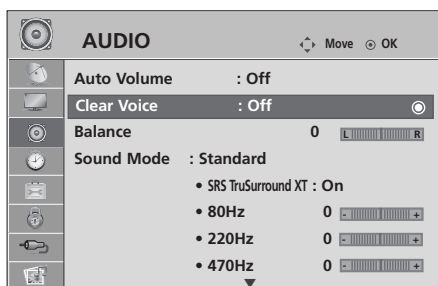 AUDIO Move OK
Auto Volume : Off
Clear Voice : Off
Balance 0 L R
Sound Mode : Standard
• SRS TruSurround XT : On
• 80Hz 0 - +
• 220Hz 0 - +
• 470Hz 0 - +